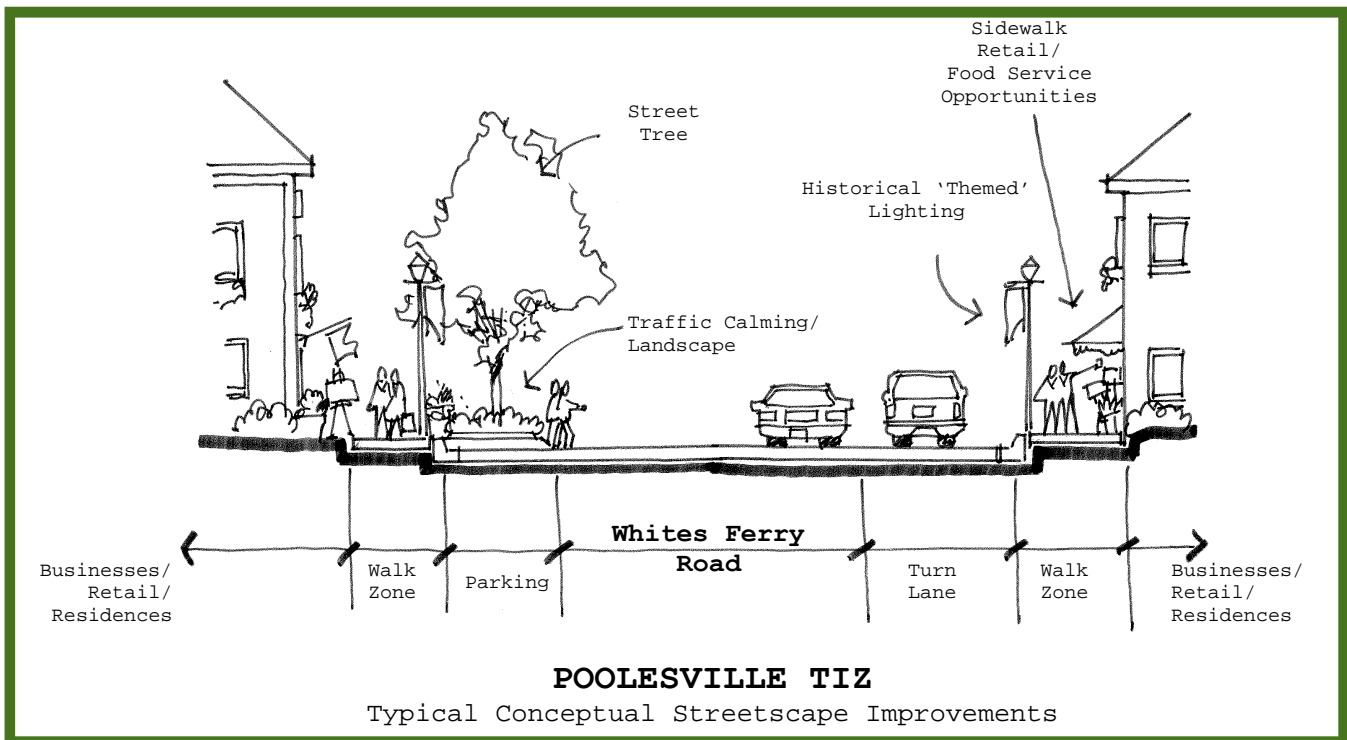 Sidewalk
Retail/
Food Service
Opportunities
Street
Tree
Historical ‘Themed’
Lighting
Traffic Calming/
Landscape
Businesses/
Retail/
Residences
Walk
Zone
Parking
Whites Ferry
Road
Turn
Lane
Walk
Zone
Businesses/
Retail/
Residences
POOLESVILLE TIZ
Typical Conceptual Streetscape Improvements